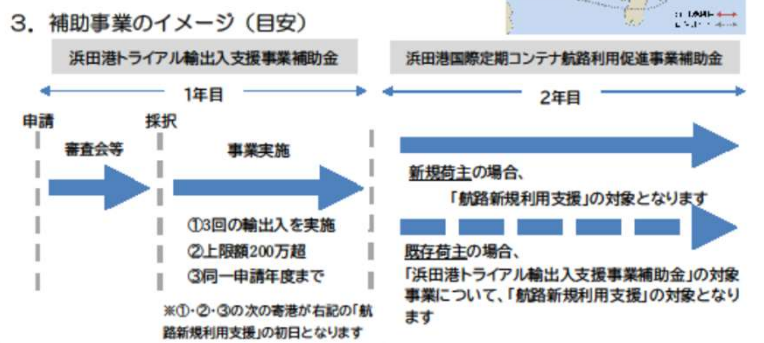 3. 補助事業のイメージ（目安）
浜田港トライアル輸出入支援事業補助金
浜田港国際定期コンテナ航路利用促進事業補助金
1年目
2年目
申請
採択
審査会等
事業実施
新規荷主の場合、
「航路新規利用支援」の対象となります
①3回の輸出入を実施
②上限額200万超
③同一申請年度まで
既存荷主の場合、
「浜田港トライアル輸出入支援事業補助金」の対象
事業について、「航路新規利用支援」の対象となり
ます
※①・②・③の次の寄港が右記の「航
路新規利用支援」の初日となります